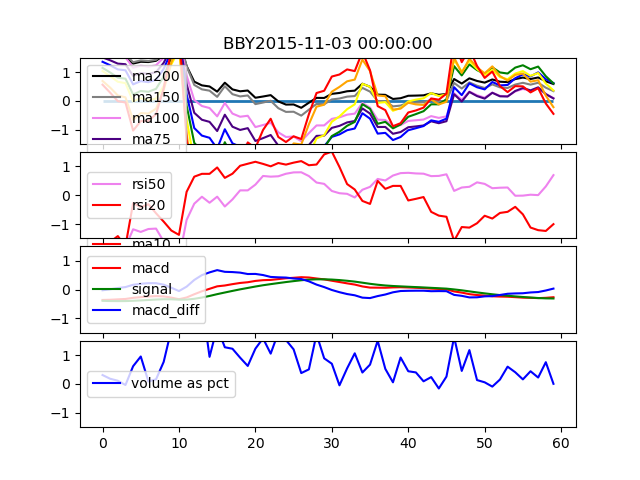 BBY2015-11-03 00:00:00
1
0
−1
ma200
ma150
ma100
ma75
1
0
−1
rsi50
rsi20
ma10
1
0
−1
macd
signal
macd_diff
1
0
−1
volume as pct
0 10 20 30 40 50 60